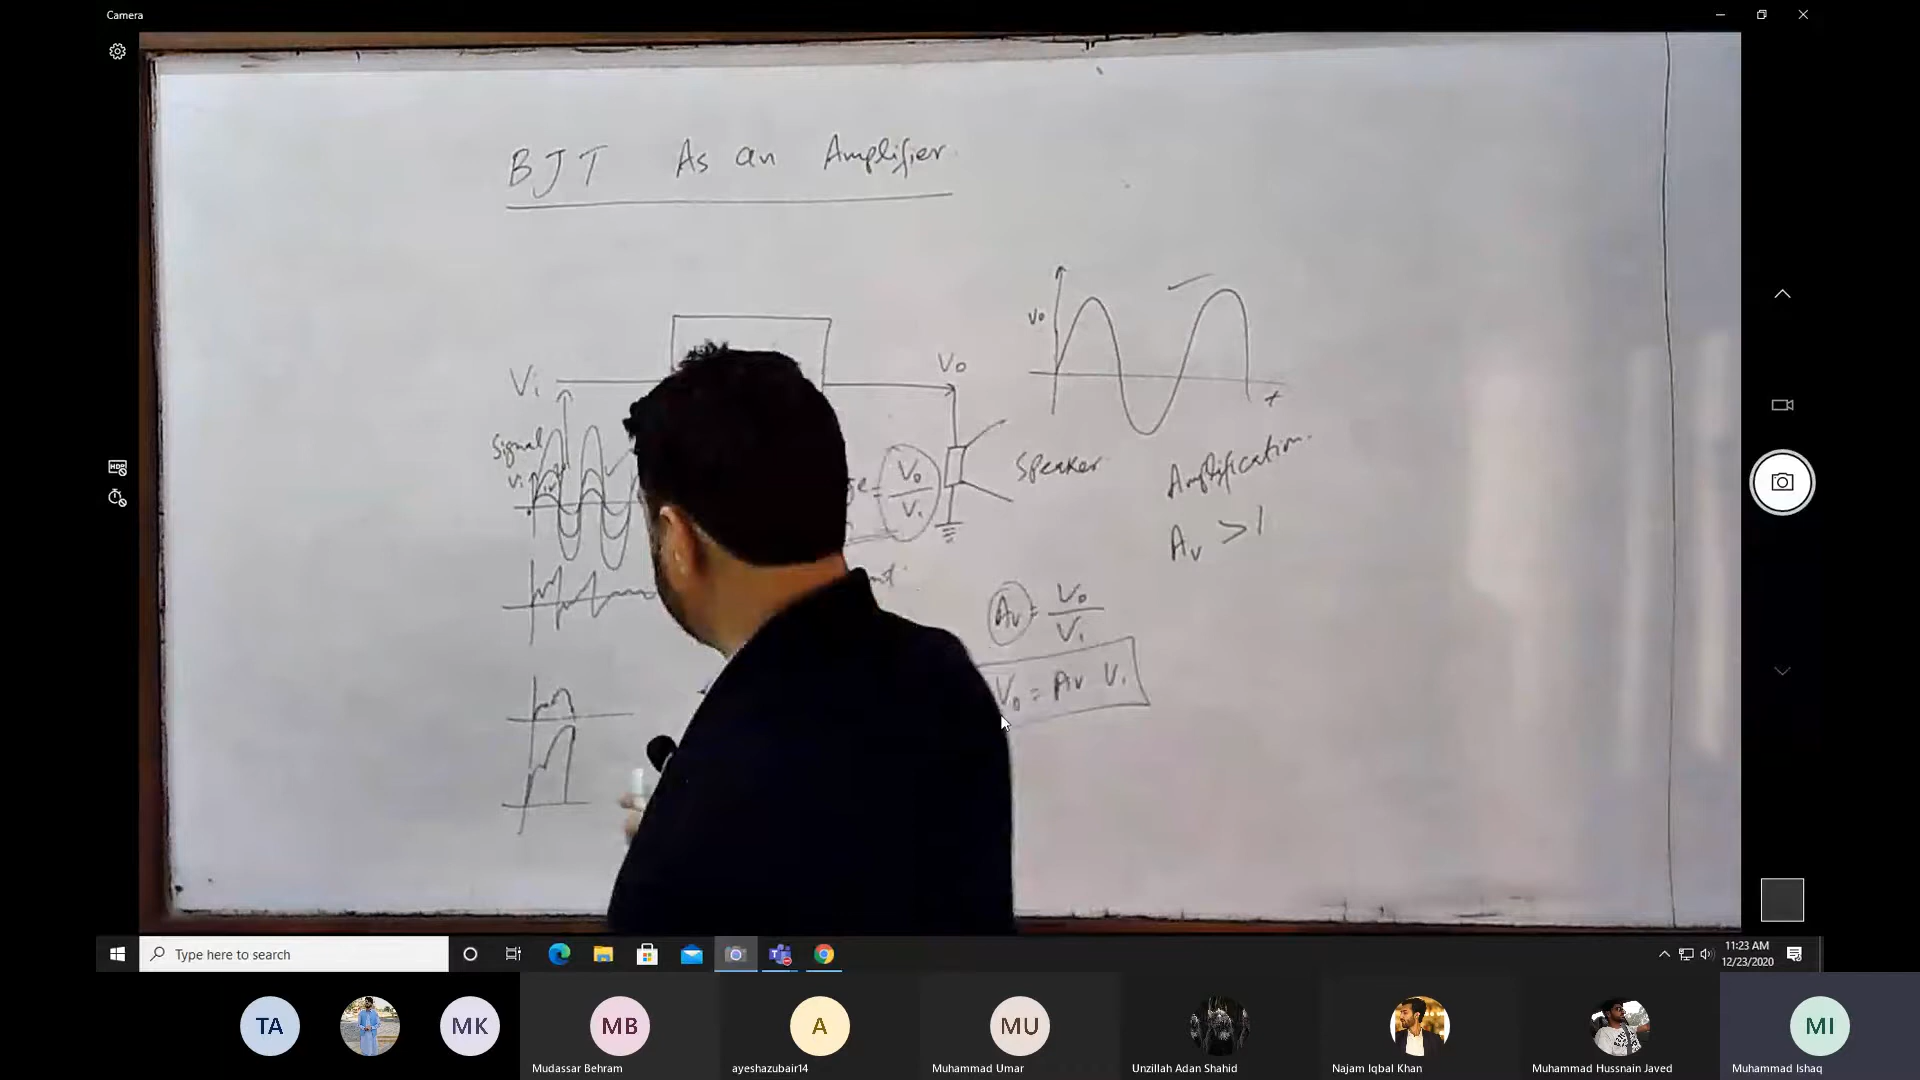 Camera
BJT As an Amplifier
Vo
Vi
Vo
Signal
Vi
Vo
Vi
Speaker
Amplification
Av >1
t
Av = Vo
Vi
Vo = Av Vi
Type here to search
11:23 AM
12/23/2020
TA
MK
MB
A
MU
MI
Mudassar Behram
ayeshazubair14
Muhammad Umar
Unzillah Adan Shahid
Najam Iqbal Khan
Muhammad Hussnain Javed
Muhammad Ishaq